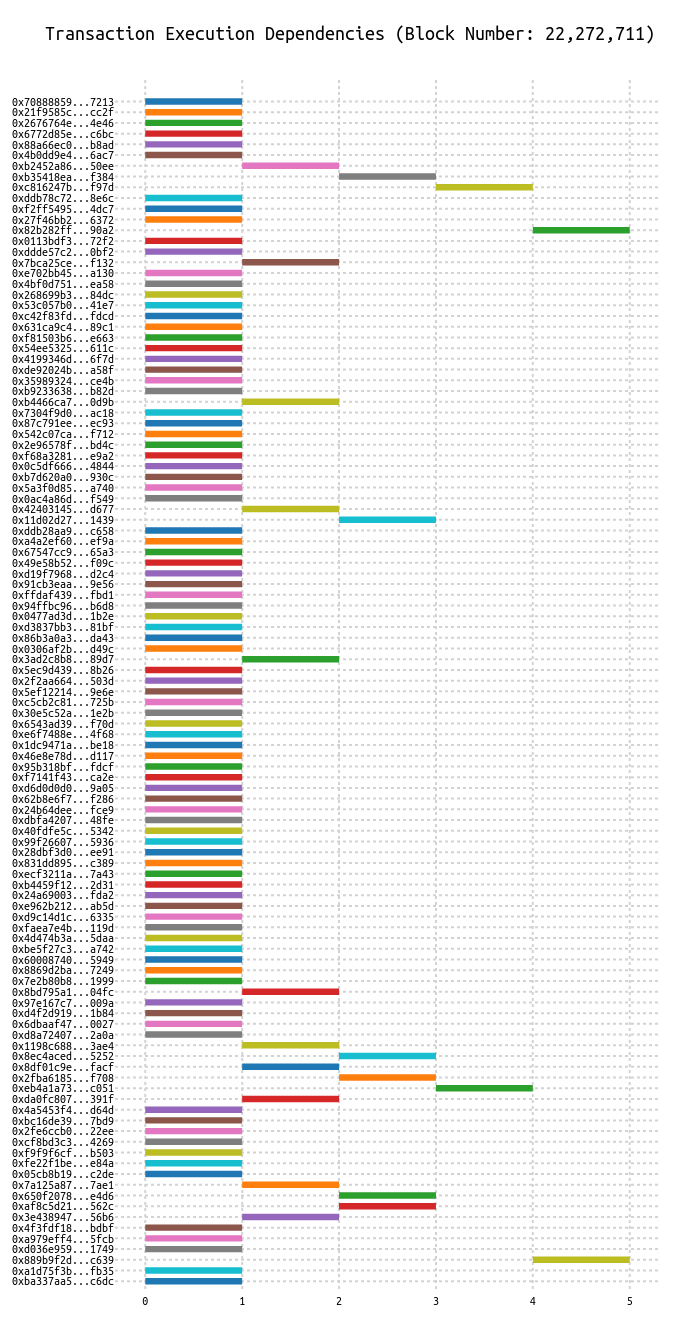 Transaction Execution Dependencies (Block Number: 22,272,711)
0x70888859...7213
0x21f9585c...cc2f
0x2676764e...4e46
0x6772d85e...c6bc
0x88a66ec0...b8ad
0x4b0dd9e4...6ac7
0xb2452a86...50ee
0xb35418ea...f384
0xc816247b...f97d
0xddb78c72...8e6c
0xf2ff5495...4dc7
0x27f46bb2...6372
0x82b282ff...90a2
0x0113bdf3...72f2
0xddde57c2...0bf2
0x7bca25ce...f132
0xe702bb45...a130
0x4bf0d751...ea58
0x268699b3...84dc
0x53c057b0...41e7
0xc42f83fd...fdcd
0x631ca9c4...89c1
0xf81503b6...e663
0x54ee5325...611c
0x4199346d...6f7d
0xde92024b...a58f
0x35989324...ce4b
0xb9233638...b82d
0xb4466ca7...0d9b
0x7304f9d0...ac18
0x87c791ee...ec93
0x542c07ca...f712
0x2e96578f...bd4c
0xf68a3281...e9a2
0x0c5df666...4844
0xb7d620a0...930c
0x5a3f0d85...a740
0x0ac4a86d...f549
0x42403145...d677
0x11d02d27...1439
0xddb28aa9...c658
0xa4a2ef60...ef9a
0x67547cc9...65a3
0x49e58b52...f09c
0xd19f7968...d2c4
0x91cb3eaa...9e56
0xffdaf439...fbd1
0x94ffbc96...b6d8
0x0477ad3d...1b2e
0xd3837bb3...81bf
0x86b3a0a3...da43
0x0306af2b...d49c
0x3ad2c8b8...89d7
0x5ec9d439...8b26
0x2f2aa664...503d
0x5ef12214...9e6e
0xc5cb2c81...725b
0x30e5c52a...1e2b
0x6543ad39...f70d
0xe6f7488e...4f68
0x1dc9471a...be18
0x46e8e78d...d117
0x95b318bf...fdcf
0xf7141f43...ca2e
0xd6d0d0d0...9a05
0x62b8e6f7...f286
0x24b64dee...fce9
0xdbfa4207...48fe
0x40fdfe5c...5342
0x99f26607...5936
0x28dbf3d0...ee91
0x831dd895...c389
0xecf3211a...7a43
0xb4459f12...2d31
0x24a69003...fda2
0xe962b212...ab5d
0xd9c14d1c...6335
0xfaea7e4b...119d
0x4d474b3a...5daa
0xbe5f27c3...a742
0x60008740...5949
0x8869d2ba...7249
0x7e2b80b8...1999
0x8bd795a1...04fc
0x97e167c7...009a
0xd4f2d919...1b84
0x6dbaaf47...0027
0xd8a72407...2a0a
0x1198c688...3ae4
0x8ec4aced...5252
0x8df01c9e...facf
0x2fba6185...f708
0xeb4a1a73...c051
0xda0fc807...391f
0x4a5453f4...d64d
0xbc16de39...7bd9
0x2fe6ccb0...22ee
0xcf8bd3c3...4269
0xf9f9f6cf...b503
0xfe22f1be...e84a
0x05cb8b19...c2de
0x7a125a87...7ae1
0x650f2078...e4d6
0xaf8c5d21...562c
0x3e438947...56b6
0x4f3fdf18...bdbf
0xa979eff4...5fcb
0xd036e959...1749
0x889b9f2d...c639
0xa1d75f3b...fb35
0xba337aa5...c6dc
0 1 2 3 4 5